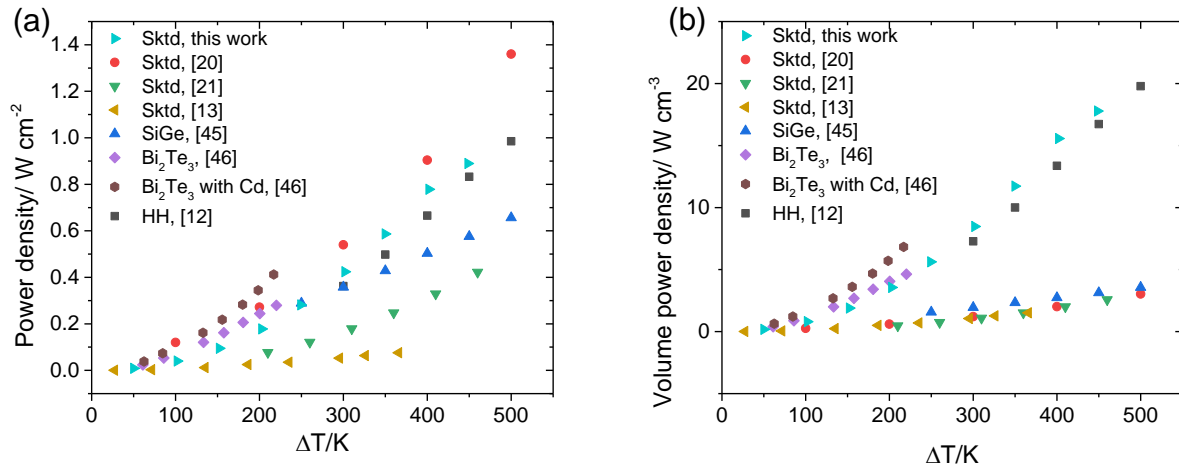 (a)
Power density/ W cm⁻²
1.4
1.2
1.0
0.8
0.6
0.4
0.2
0.0
Sktd, this work
Sktd, [20]
Sktd, [21]
Sktd, [13]
SiGe, [45]
Bi₂Te₃, [46]
Bi₂Te₃ with Cd, [46]
HH, [12]
0 100 200 300 400 500
ΔT/K
(b)
Volume power density/ W cm⁻³
20
10
0
Sktd, this work
Sktd, [20]
Sktd, [21]
Sktd, [13]
SiGe, [45]
Bi₂Te₃, [46]
Bi₂Te₃ with Cd, [46]
HH, [12]
0 100 200 300 400 500
ΔT/K